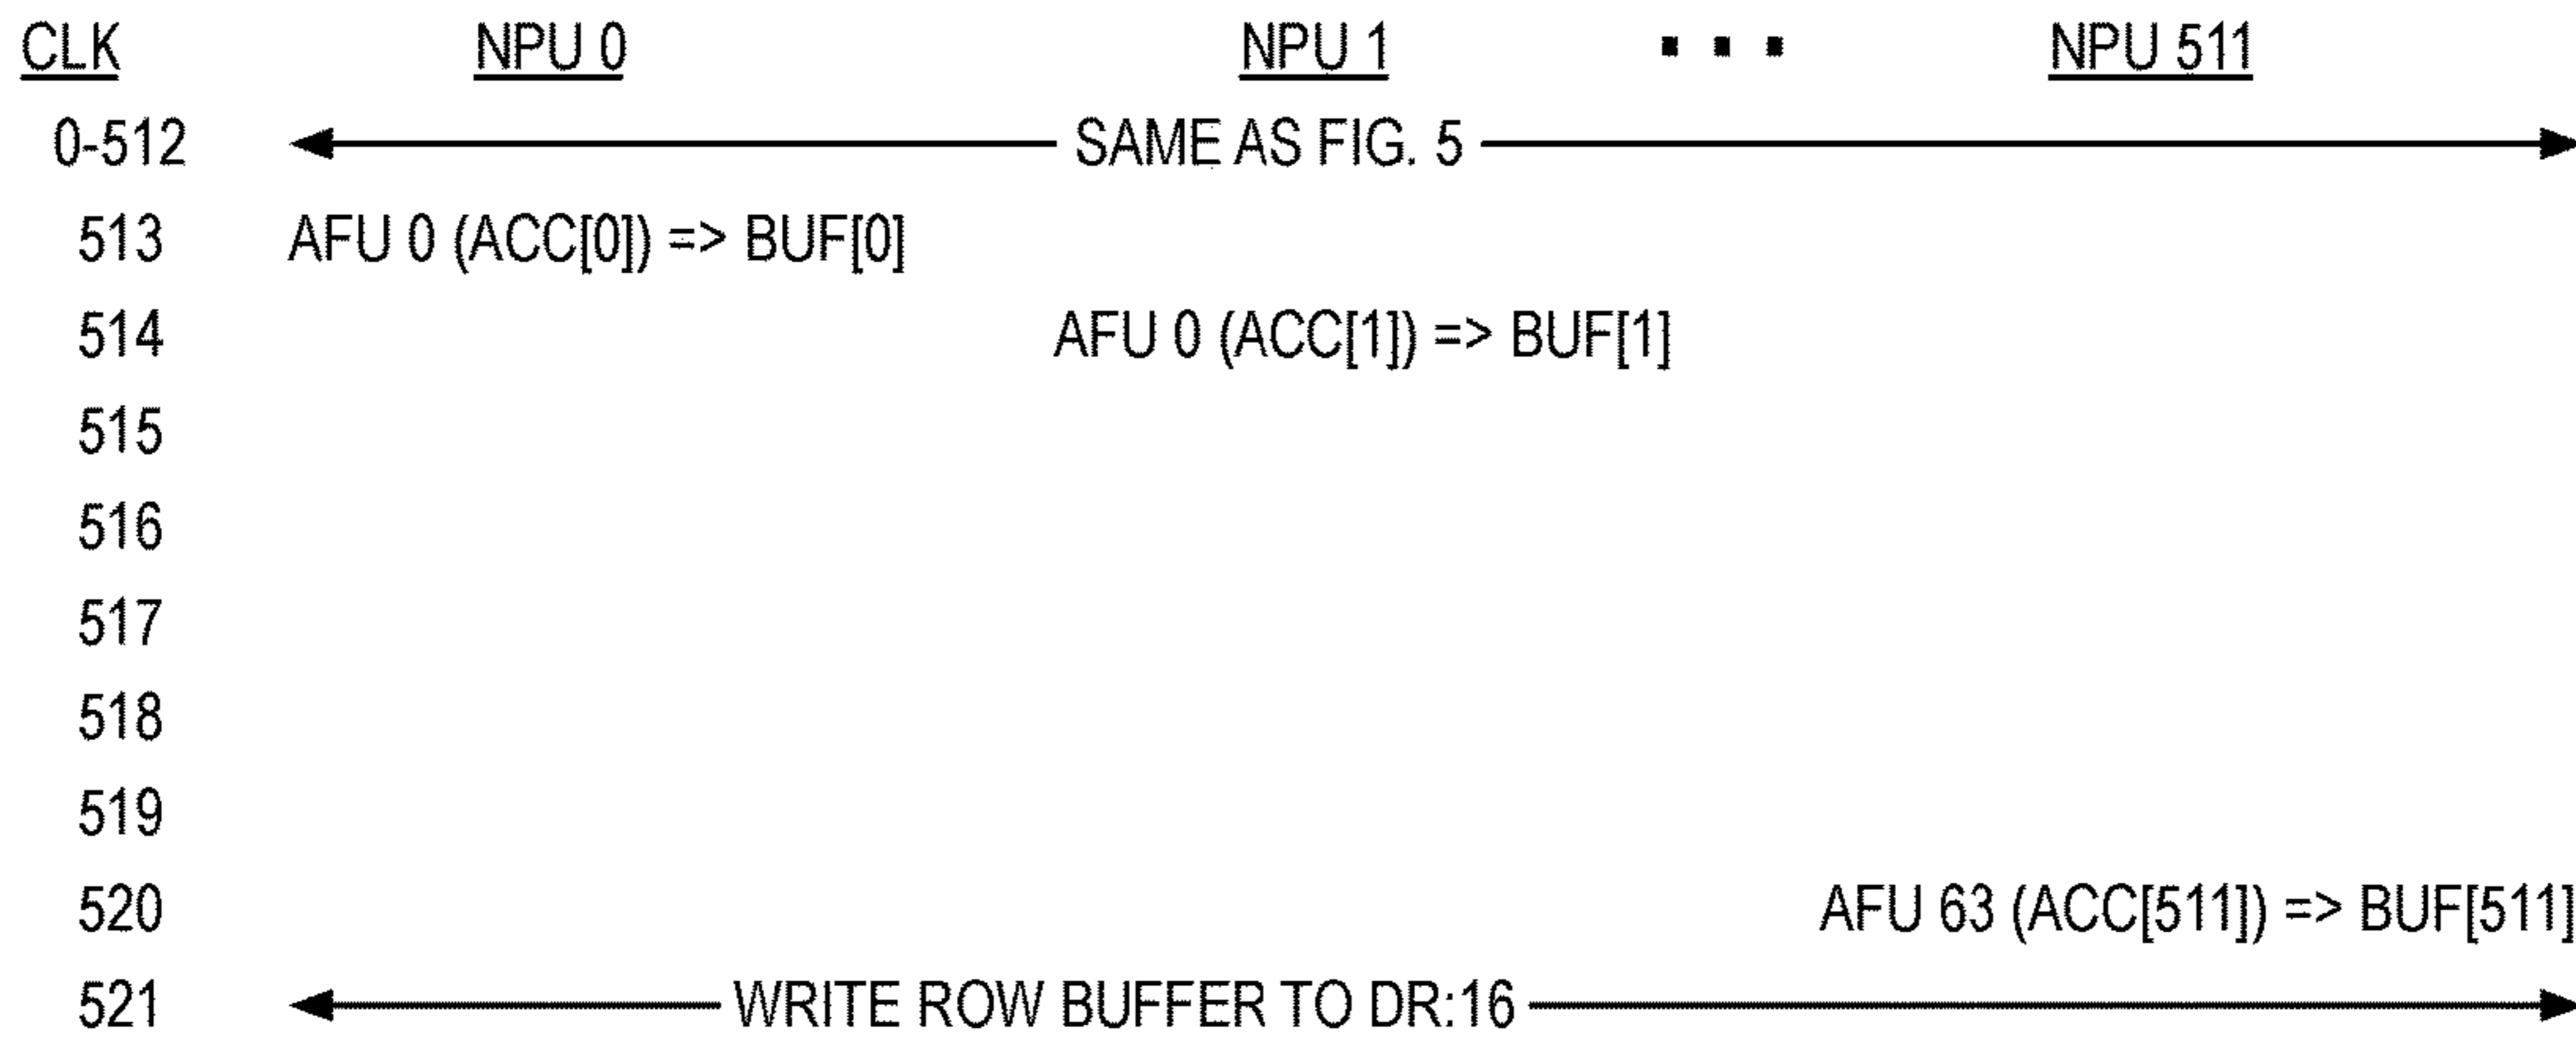 CLK NPU 0 NPU 1 ... NPU 511
0-512 SAME AS FIG. 5
513 AFU 0 (ACC[0]) => BUF[0]
514 AFU 0 (ACC[1]) => BUF[1]
515
516
517
518
519
520 AFU 63 (ACC[511]) => BUF[511]
521 WRITE ROW BUFFER TO DR:16